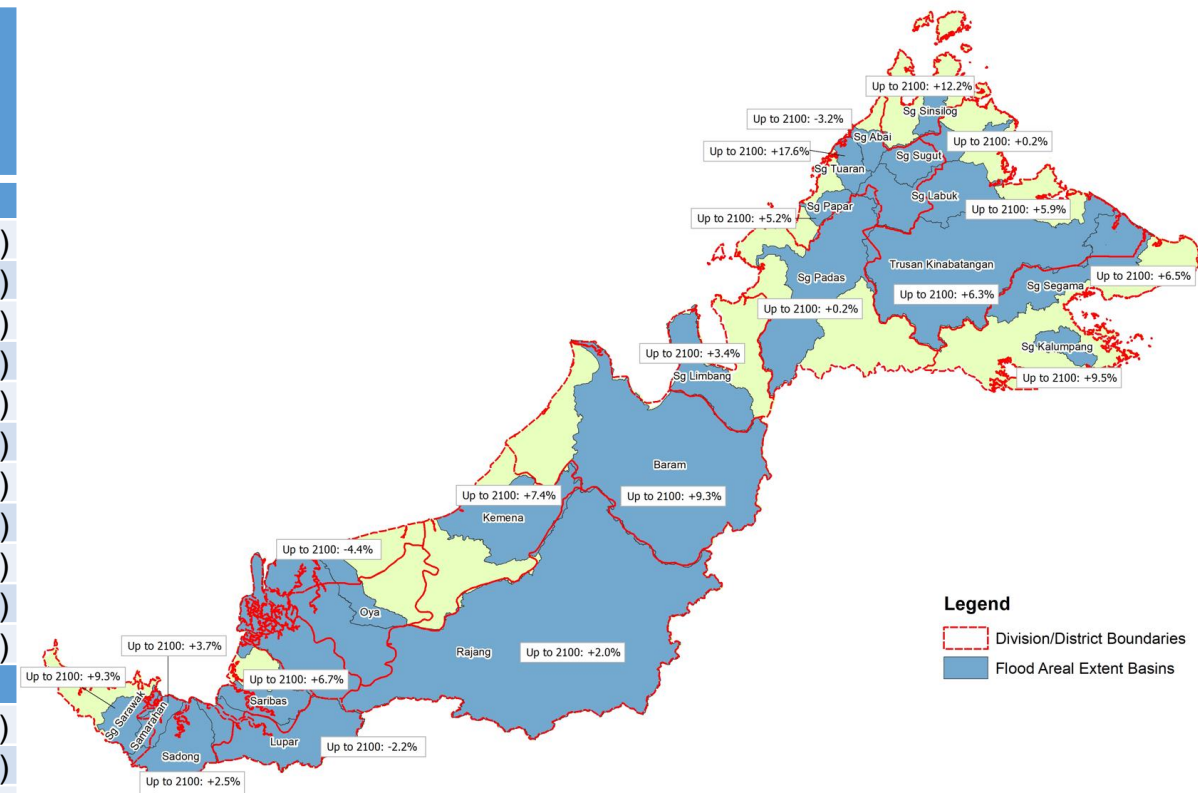 Up to 2100: +12.2%
Sg Sinsilog
Up to 2100: -3.2%
Sg Abai
Up to 2100: +0.2%
Up to 2100: +17.6%
Sg Sugut
Sg Tuaran
Sg Labuk
Sg Papar
Up to 2100: +5.9%
Up to 2100: +5.2%
Trusan Kinabatangan
Up to 2100: +6.5%
Sg Padas
Sg Segama
Up to 2100: +6.3%
Up to 2100: +0.2%
Sg Kalumpang
Up to 2100: +3.4%
Sg Limbang
Up to 2100: +9.5%
Baram
Up to 2100: +7.4%
Up to 2100: +9.3%
Kemena
Up to 2100: -4.4%
Oya
Legend
Division/District Boundaries
Flood Areal Extent Basins
Up to 2100: +3.7%
Rajang
Up to 2100: +2.0%
Up to 2100: +9.3%
Up to 2100: +6.7%
Saribas
Sg Sarawak
Samarahan
Lupar
Up to 2100: -2.2%
Sadong
Up to 2100: +2.5%
)
)
)
)
)
)
)
)
)
)
)
)
)